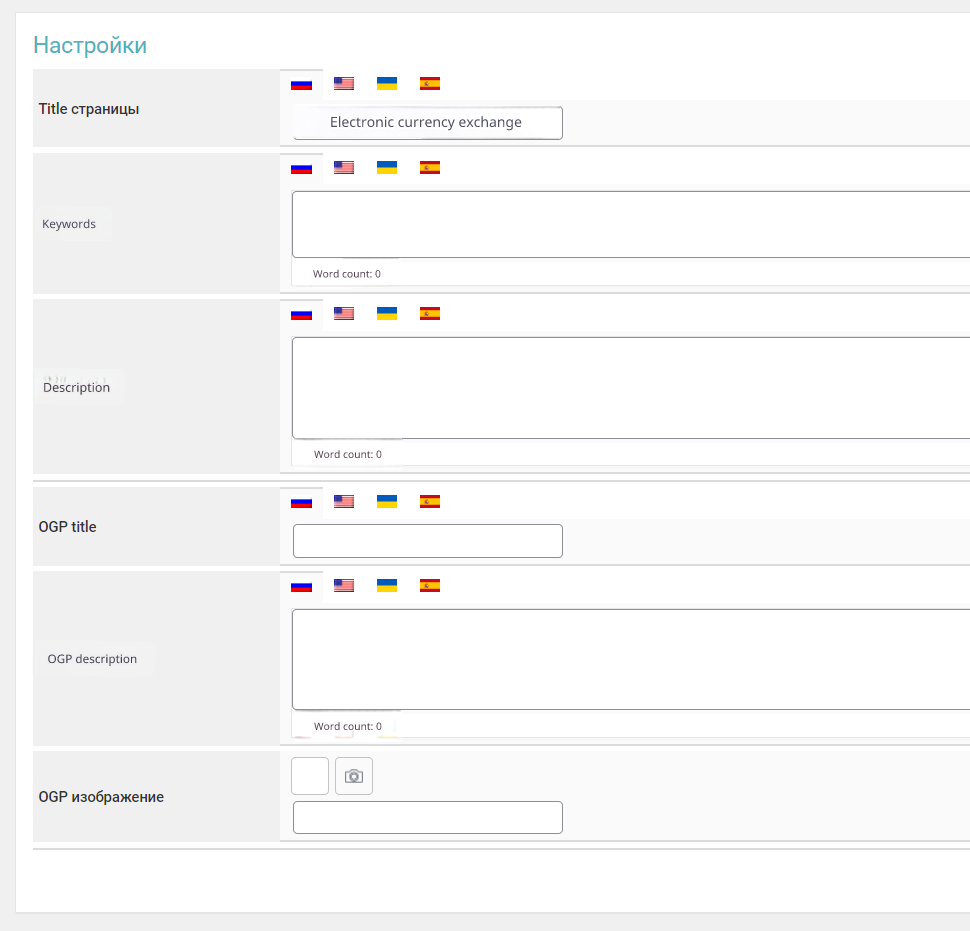 Настройки
Title страницы
Electronic currency exchange
Keywords
Word count: 0
Description
Word count: 0
OGP title
OGP description
Word count: 0
OGP изображение